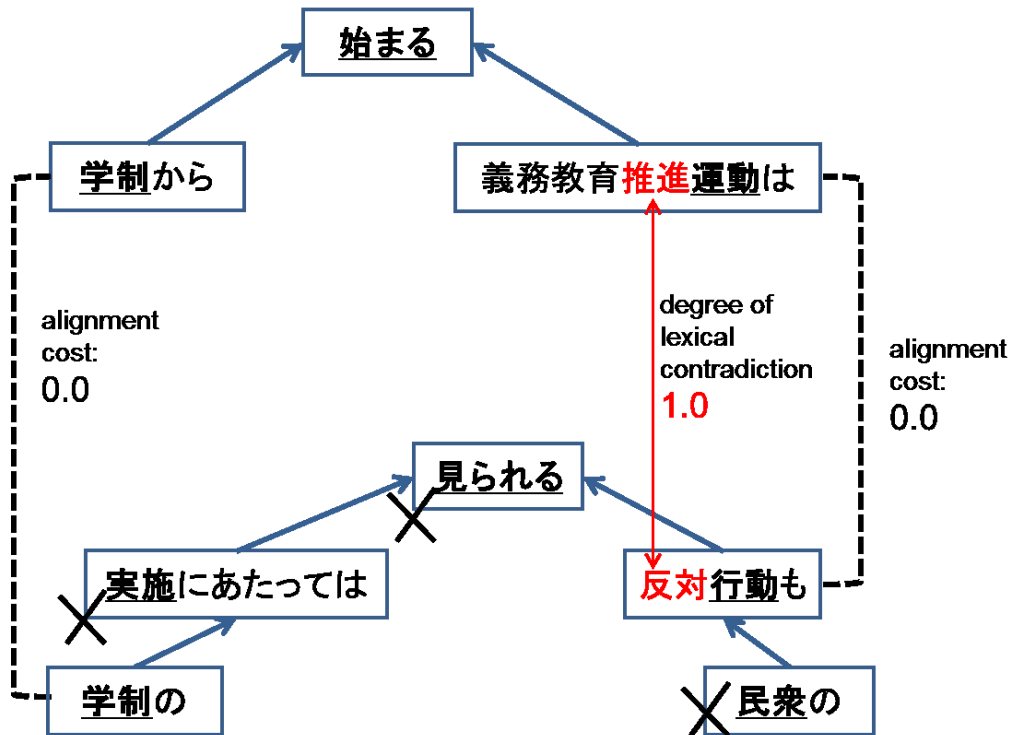 始まる
学制から
義務教育推進運動は
alignment
cost:
0.0
degree of
lexical
contradiction
1.0
alignment
cost:
0.0
見られる
実施にあたっては
反対行動も
学制の
民衆の